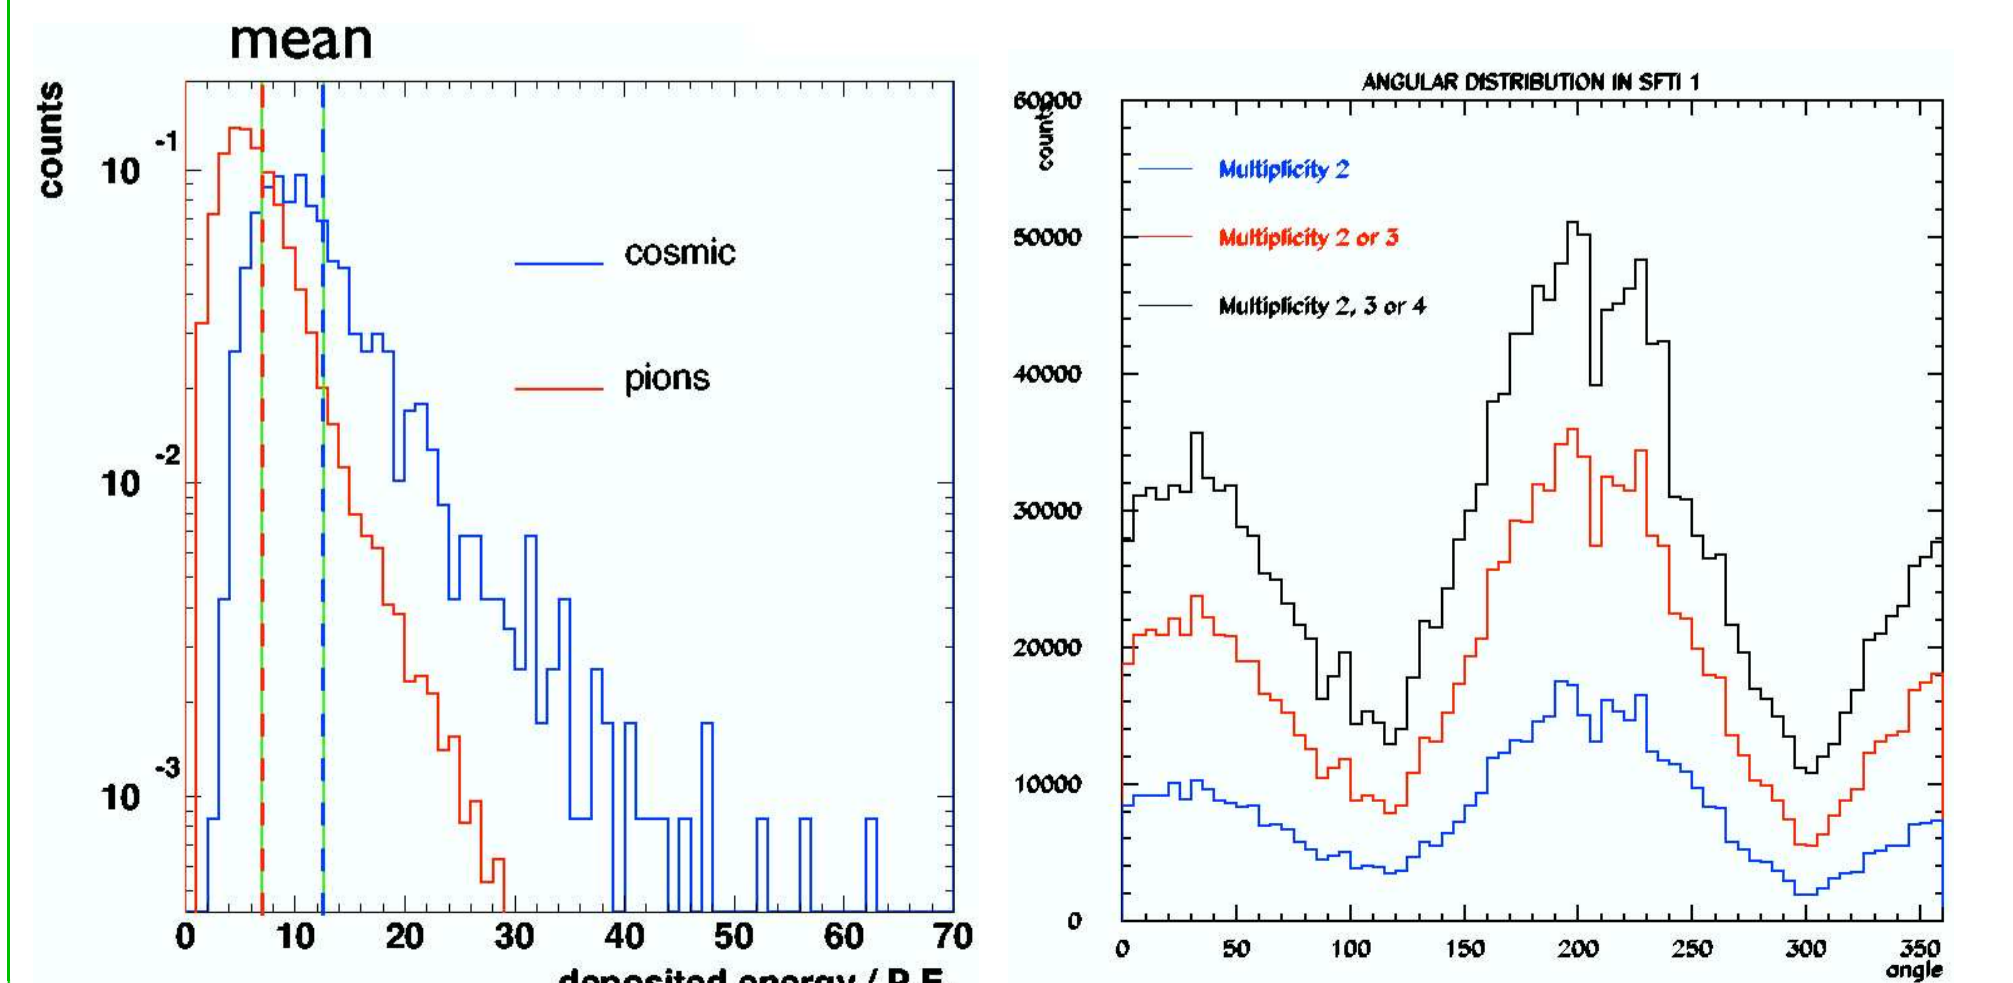 mean
counts
10 -1
10 -2
10 -3
cosmic
pions
0 10 20 30 40 50 60 70
deposited energy / P.E.
ANGULAR DISTRIBUTION IN SFTI 1
counts
60000
50000
40000
30000
20000
10000
0
Multiplicity 2
Multiplicity 2 or 3
Multiplicity 2, 3 or 4
0 50 100 150 200 250 300 350
angle